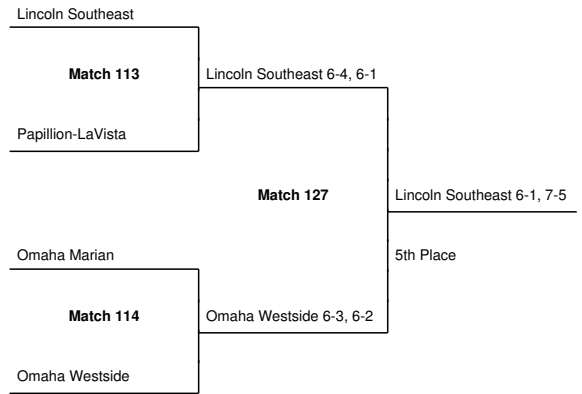 Lincoln Southeast
Match 113
Lincoln Southeast 6-4, 6-1
Papillion-LaVista
Match 127
Lincoln Southeast 6-1, 7-5
Omaha Marian
5th Place
Match 114
Omaha Westside 6-3, 6-2
Omaha Westside